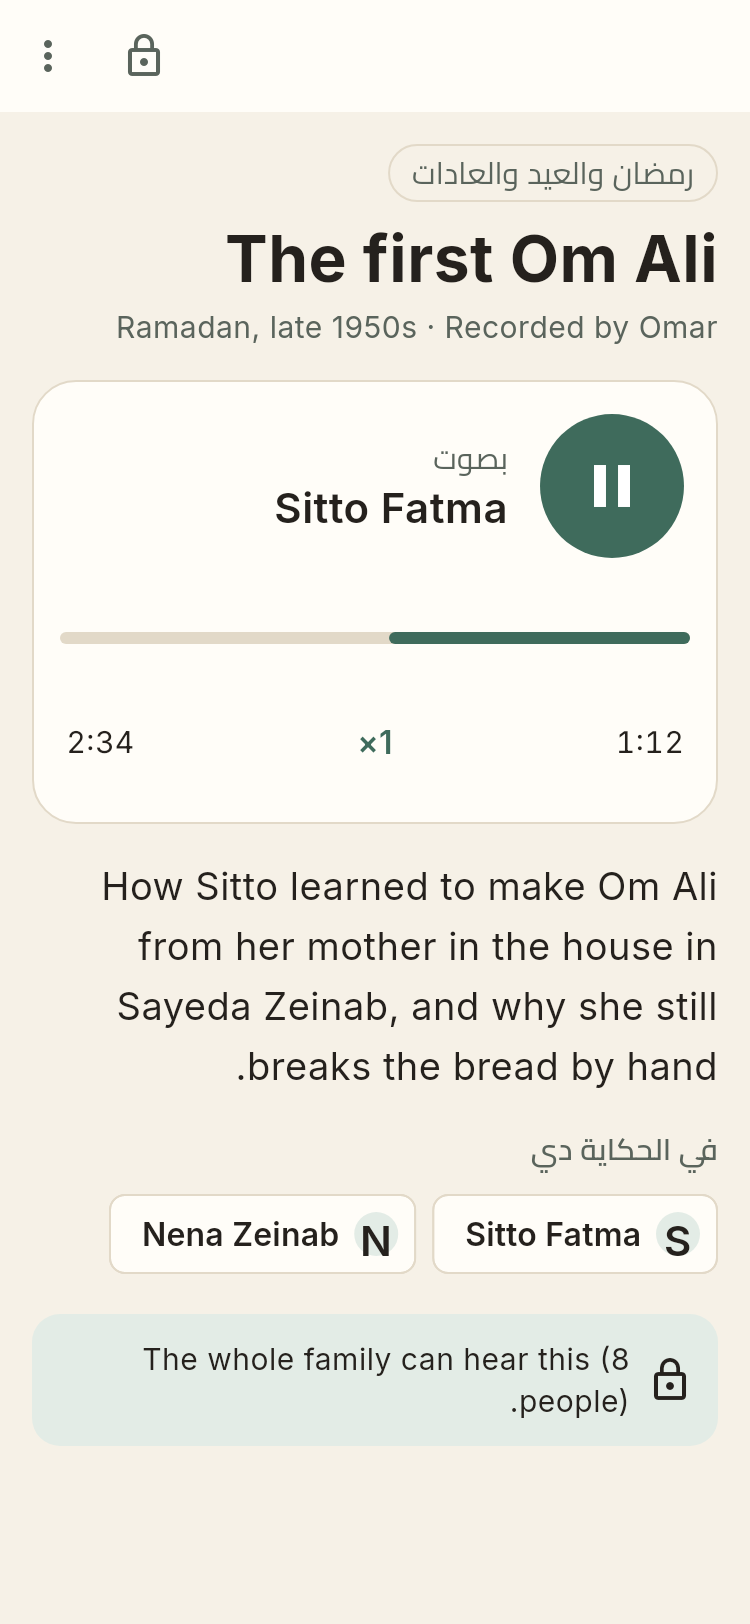 رمضان والعيد والعادات
The first Om Ali
Ramadan, late 1950s · Recorded by Omar
بصوت
Sitto Fatma
1:12
×1
2:34
How Sitto learned to make Om Ali
from her mother in the house in
Sayeda Zeinab, and why she still
.breaks the bread by hand
في الحكاية دي
S Sitto Fatma
N Nena Zeinab
The whole family can hear this (8
.people)